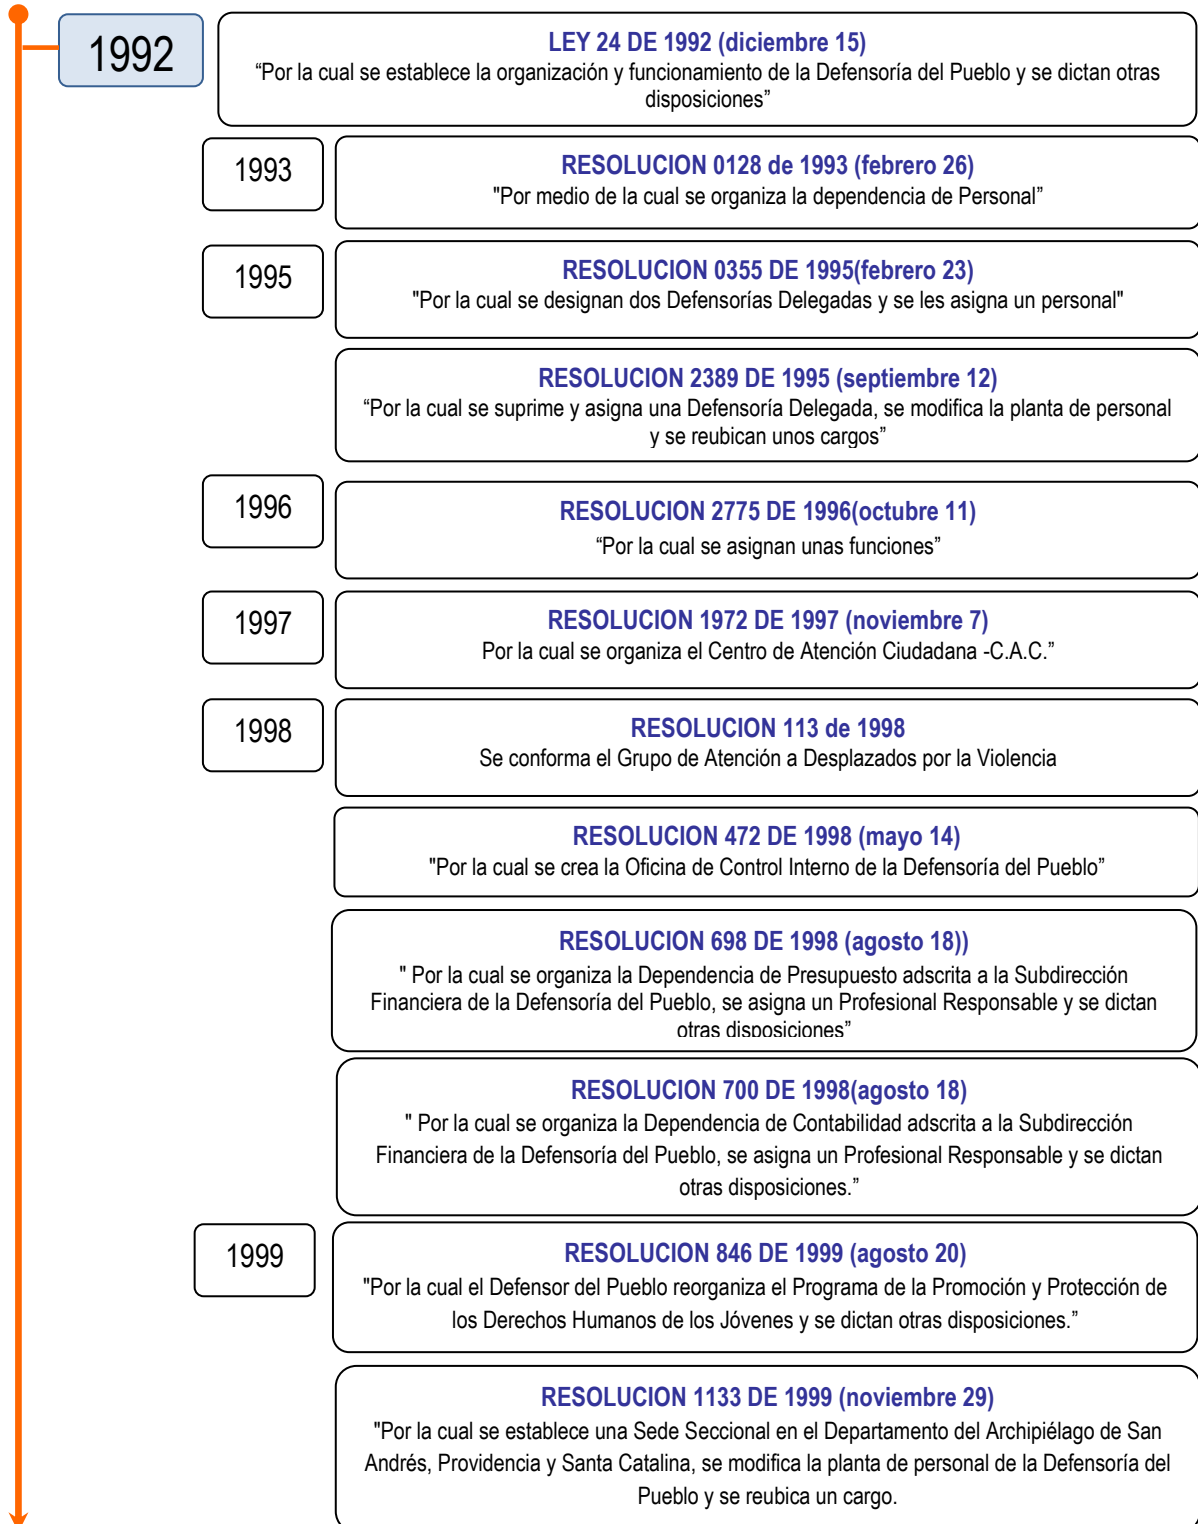 1992
LEY 24 DE 1992 (diciembre 15)
“Por la cual se establece la organización y funcionamiento de la Defensoría del Pueblo y se dictan otras
disposiciones”
1993
RESOLUCION 0128 de 1993 (febrero 26)
"Por medio de la cual se organiza la dependencia de Personal”
1995
RESOLUCION 0355 DE 1995(febrero 23)
"Por la cual se designan dos Defensorías Delegadas y se les asigna un personal"
RESOLUCION 2389 DE 1995 (septiembre 12)
“Por la cual se suprime y asigna una Defensoría Delegada, se modifica la planta de personal
y se reubican unos cargos”
1996
RESOLUCION 2775 DE 1996(octubre 11)
“Por la cual se asignan unas funciones”
1997
RESOLUCION 1972 DE 1997 (noviembre 7)
Por la cual se organiza el Centro de Atención Ciudadana -C.A.C.”
1998
RESOLUCION 113 de 1998
Se conforma el Grupo de Atención a Desplazados por la Violencia
RESOLUCION 472 DE 1998 (mayo 14)
"Por la cual se crea la Oficina de Control Interno de la Defensoría del Pueblo”
RESOLUCION 698 DE 1998 (agosto 18))
" Por la cual se organiza la Dependencia de Presupuesto adscrita a la Subdirección
Financiera de la Defensoría del Pueblo, se asigna un Profesional Responsable y se dictan
otras disposiciones”
RESOLUCION 700 DE 1998(agosto 18)
" Por la cual se organiza la Dependencia de Contabilidad adscrita a la Subdirección
Financiera de la Defensoría del Pueblo, se asigna un Profesional Responsable y se dictan
otras disposiciones.”
1999
RESOLUCION 846 DE 1999 (agosto 20)
"Por la cual el Defensor del Pueblo reorganiza el Programa de la Promoción y Protección de
los Derechos Humanos de los Jóvenes y se dictan otras disposiciones.”
RESOLUCION 1133 DE 1999 (noviembre 29)
"Por la cual se establece una Sede Seccional en el Departamento del Archipiélago de San
Andrés, Providencia y Santa Catalina, se modifica la planta de personal de la Defensoría del
Pueblo y se reubica un cargo.